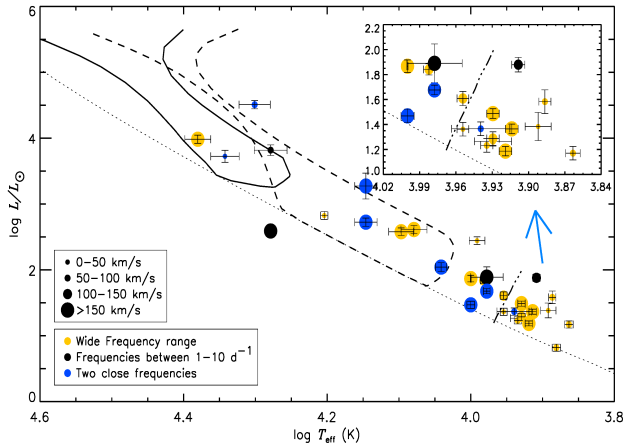 6
4
2
0
log L/L⊙
4.6
4.4
4.2
4.0
3.8
log Teff (K)
2.2
2.0
1.8
1.6
1.4
1.2
1.0
4.02
3.99
3.96
3.93
3.90
3.87
3.84
0-50 km/s
50-100 km/s
100-150 km/s
>150 km/s
Wide Frequency range
Frequencies between 1-10 d⁻¹
Two close frequencies